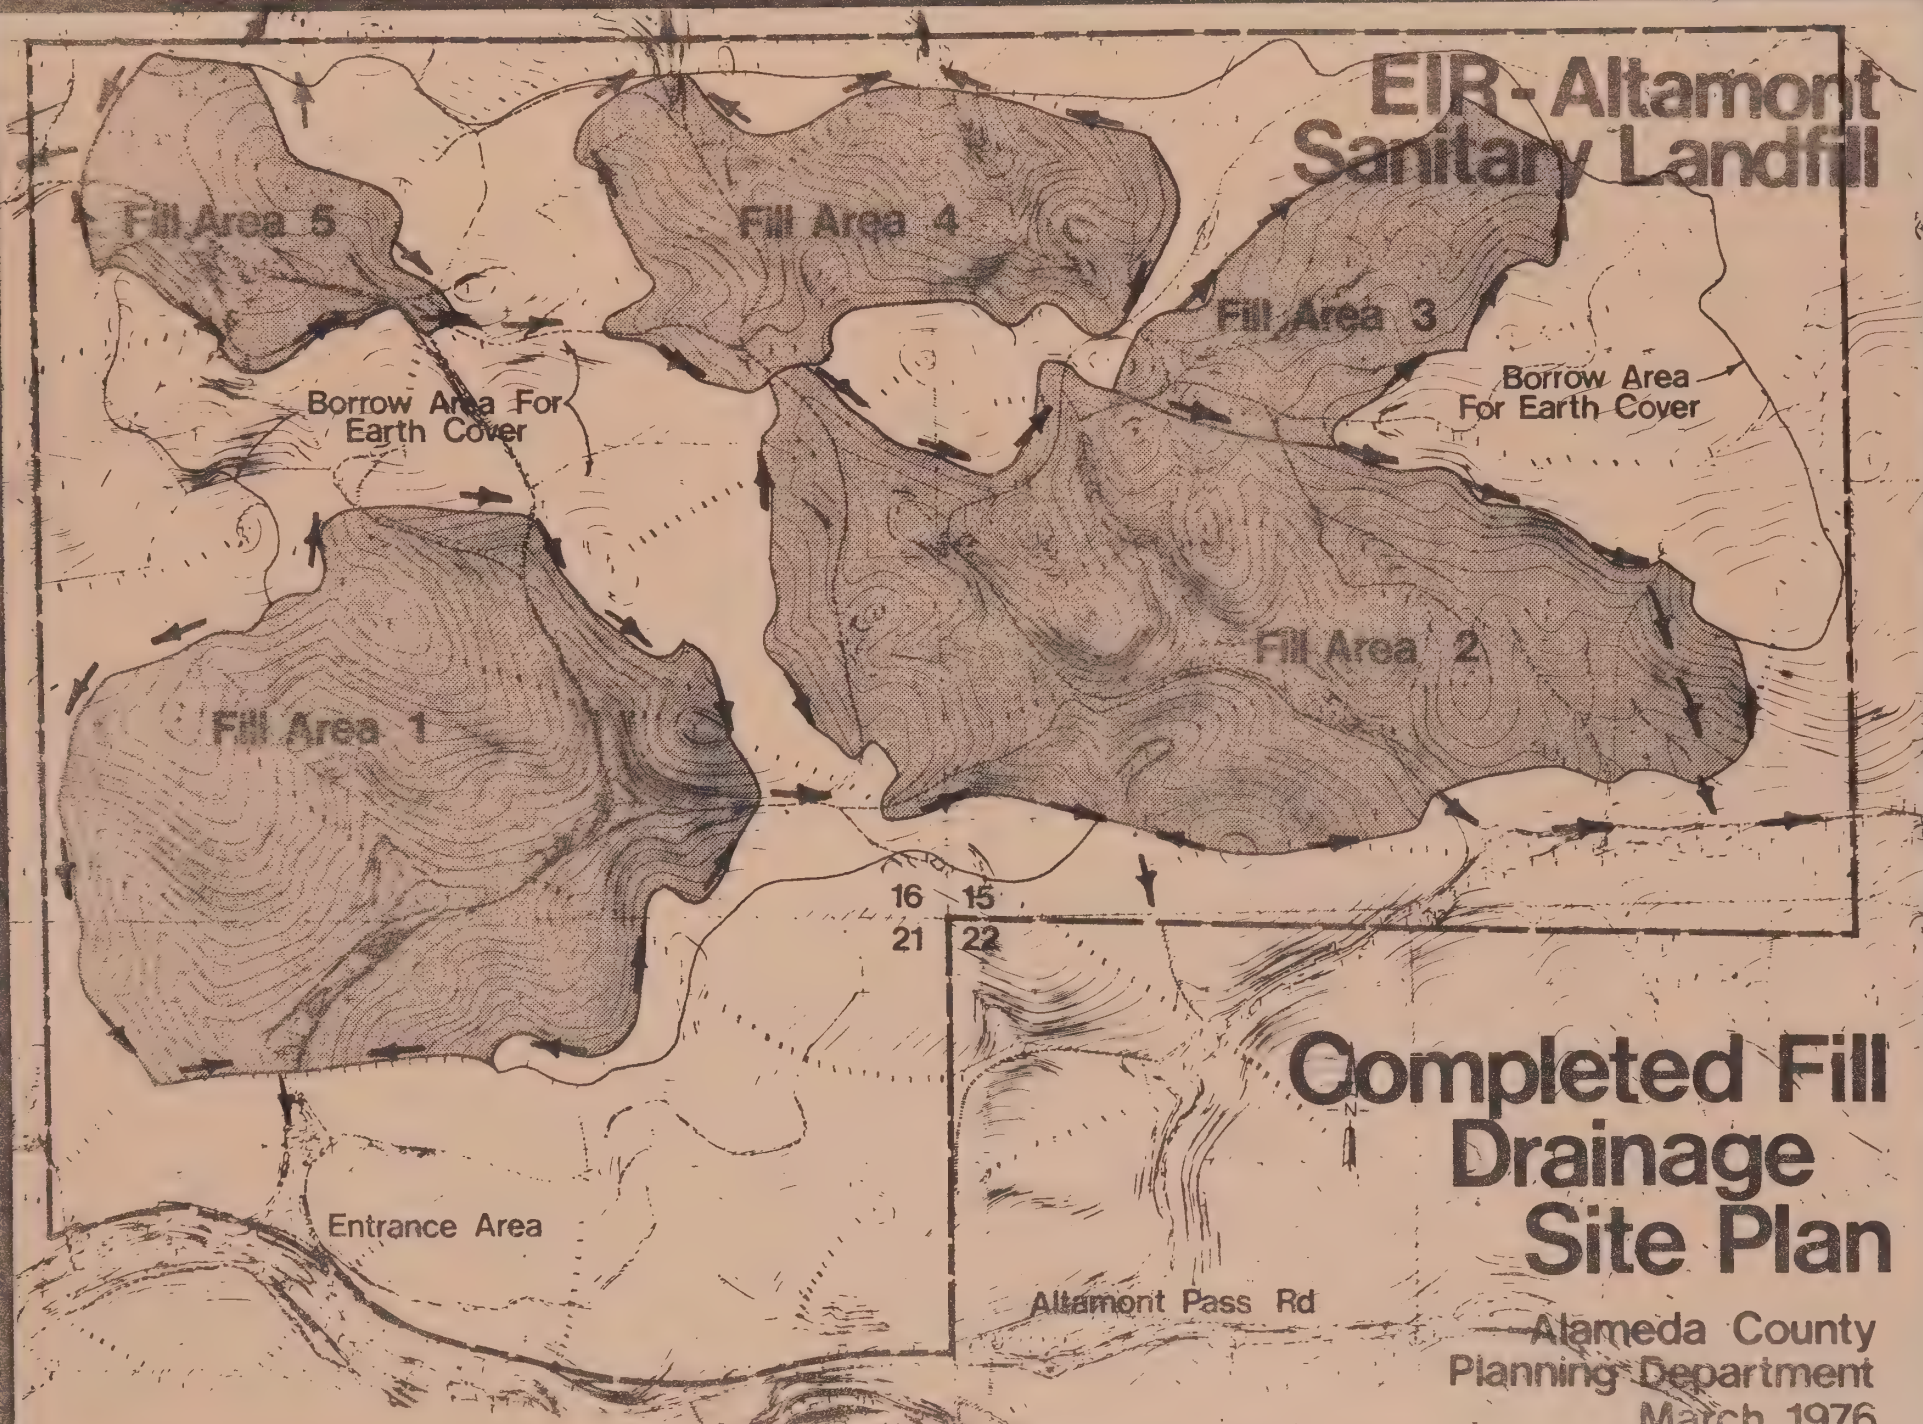 EIR-Altamont
Sanitary Landfill
Fill Area 5
Fill Area 4
Fill Area 3
Borrow Area For
Earth Cover
Borrow Area
For Earth Cover
Fill Area 2
Fill Area 1
16 15
21 22
Completed Fill
N
Drainage
Site Plan
Entrance Area
Altamont Pass Rd
Alameda County
Planning Department
March 1976